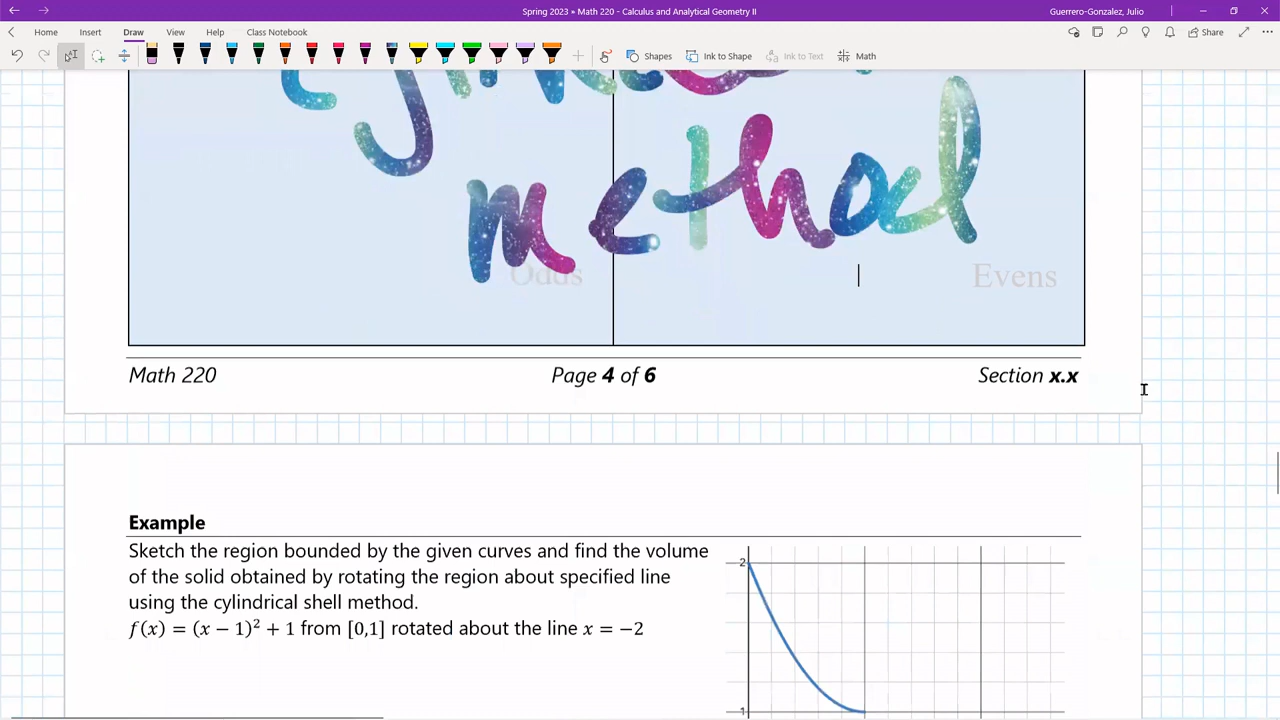 Spring 2023 » Math 220 - Calculus and Analytical Geometry II
Guerrero-Gonzalez, Julio
Home Insert Draw View Class Notebook
Share
Shapes Ink to Shape Ink to Text Math
method
Odds Evens
Math 220 Page 4 of 6 Section x.x
Example
Sketch the region bounded by the given curves and find the volume
of the solid obtained by rotating the region about specified line
using the cylindrical shell method.
f(x) = (x − 1)² + 1 from [0,1] rotated about the line x = −2
2
1